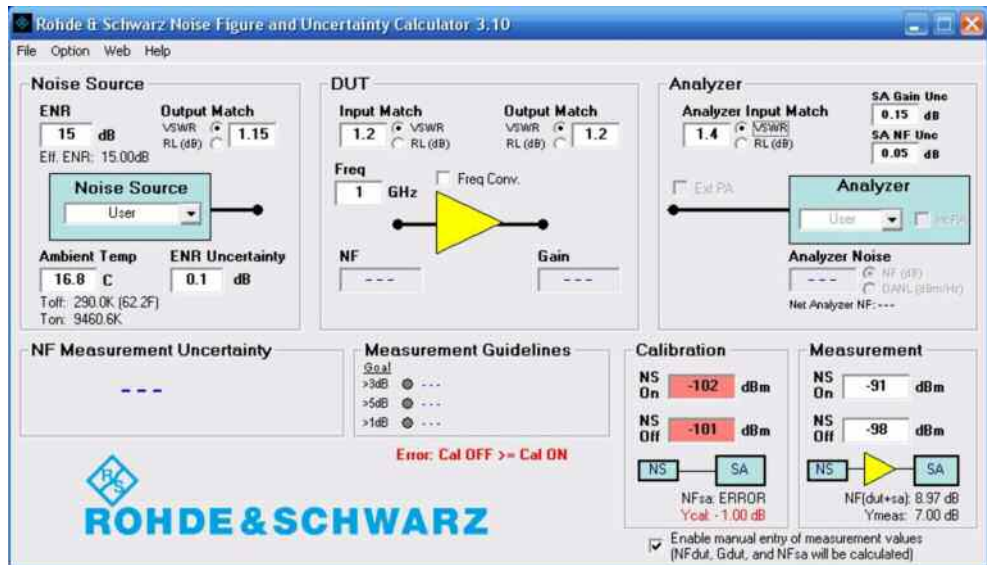 Rohde & Schwarz Noise Figure and Uncertainty Calculator 3.10
File Option Web Help
Noise Source
ENR
15 dB
Eff. ENR: 15.00dB
Output Match
VSWR 1.15
RL (dB)
Noise Source
User
Ambient Temp
16.8 C
ENR Uncertainty
0.1 dB
Toff: 290.0K (62.2F)
Ton: 9460.6K
DUT
Input Match
1.2 VSWR
RL (dB)
Output Match
VSWR 1.2
RL (dB)
Freq
1 GHz
Freq Conv.
NF
---
Gain
---
Analyzer
Analyzer Input Match
1.4 VSWR
RL (dB)
SA Gain Unc
0.15 dB
SA NF Unc
0.05 dB
Ext PA
Analyzer
User
Int PA
Analyzer Noise
---
NF (dB)
DANL (dBm/Hz)
Net Analyzer NF: ---
NF Measurement Uncertainty
---
Measurement Guidelines
Goal
>3dB ---
>5dB ---
>1dB ---
Error: Cal OFF >= Cal ON
Calibration
NS On -102 dBm
NS Off -101 dBm
NS SA
NFsa: ERROR
Ycal: -1.00 dB
Measurement
NS On -91 dBm
NS Off -98 dBm
NS SA
NF(dut+sa): 8.97 dB
Ymeas: 7.00 dB
R&S
ROHDE & SCHWARZ
Enable manual entry of measurement values
(NFdut, Gdut, and NFsa will be calculated)